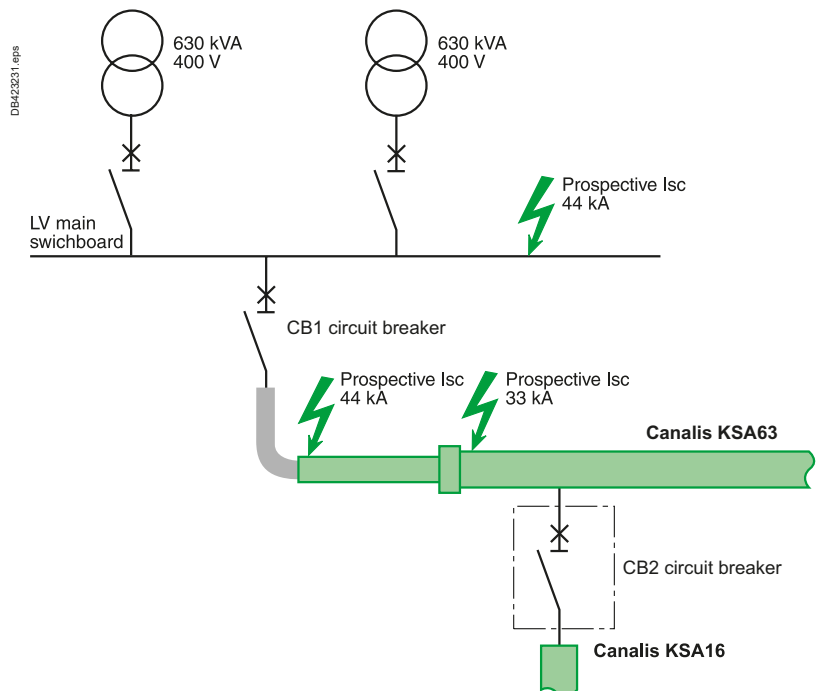 DB423231.eps
630 kVA
400 V
630 kVA
400 V
Prospective Isc
44 kA
LV main
swichboard
CB1 circuit breaker
Prospective Isc
44 kA
Prospective Isc
33 kA
Canalis KSA63
CB2 circuit breaker
Canalis KSA16